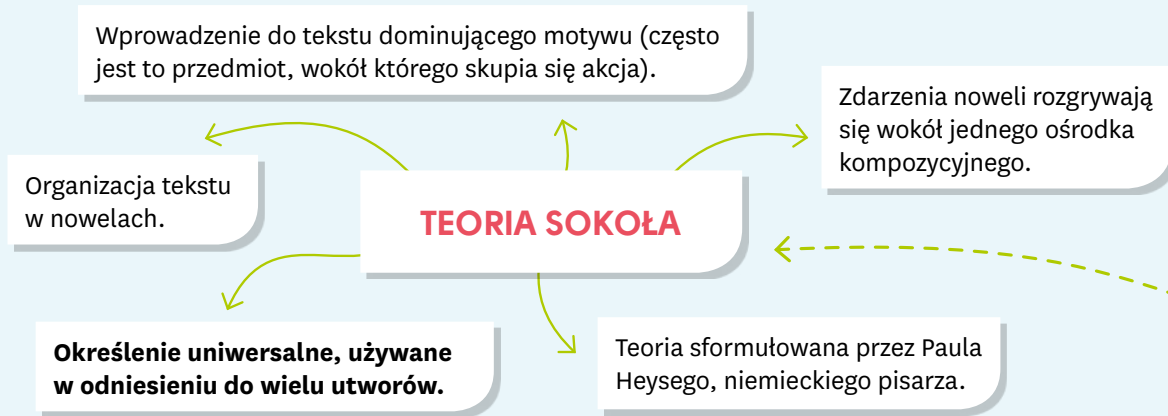 Wprowadzenie do tekstu dominującego motywu (często
jest to przedmiot, wokół którego skupia się akcja).
Zdarzenia noweli rozgrywają
się wokół jednego ośrodka
kompozycyjnego.
Organizacja tekstu
w nowelach.
TEORIA SOKOŁA
Określenie uniwersalne, używane
w odniesieniu do wielu utworów.
Teoria sformułowana przez Paula
Heysego, niemieckiego pisarza.